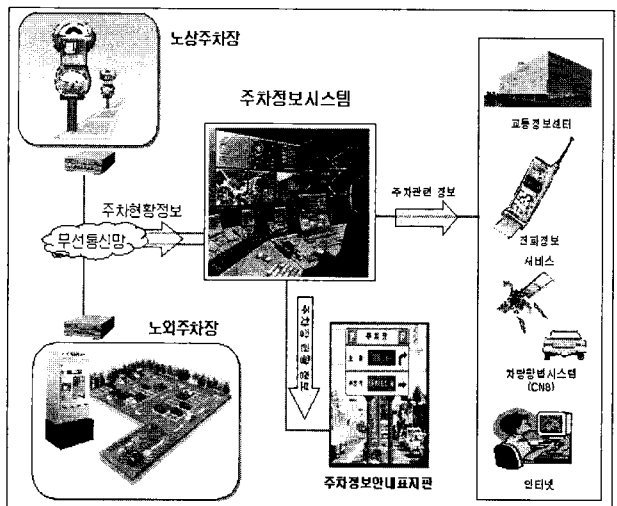 노상주차장
주차정보시스템
교통정보센터
주차현황정보
주차관련 정보
무선통신망
전화정보
서비스
노외주차장
차량항법시스템
(CNS)
주차장
주차정보안내표지판
인터넷